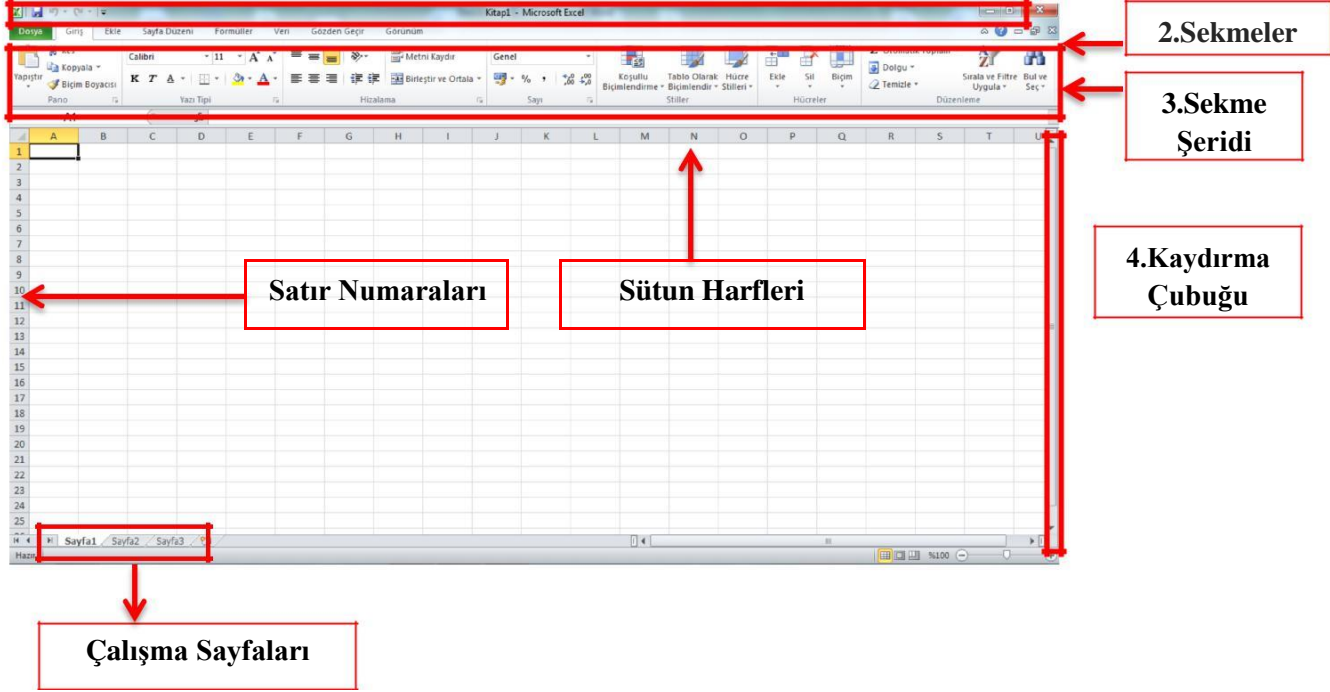 Kitap1 - Microsoft Excel
Dosya Giriş Ekle Sayfa Düzeni Formüller Veri Gözden Geçir Görünüm
2.Sekmeler
Yapıştır
Kopyala
Biçim Boyacısı
Pano
Calibri 11
K T A
Yazı Tipi
Metni Kaydır
Birleştir ve Ortala
Hizalama
Genel
%
Sayı
Koşullu Biçimlendirme
Tablo Olarak Biçimlendir
Hücre Stilleri
Stiller
Ekle Sil Biçim
Hücreler
Dolgu
Temizle
Sırala ve Filtre Uygula
Bul ve Seç
Düzenleme
3.Sekme
Şeridi
A B C D E F G H I J K L M N O P Q R S T U
1
2
3
4
5
6
7
8
9
10
11
12
13
14
15
16
17
18
19
20
21
22
23
24
25
Satır Numaraları
Sütun Harfleri
4.Kaydırma
Çubuğu
Sayfa1 Sayfa2 Sayfa3
%100
Çalışma Sayfaları